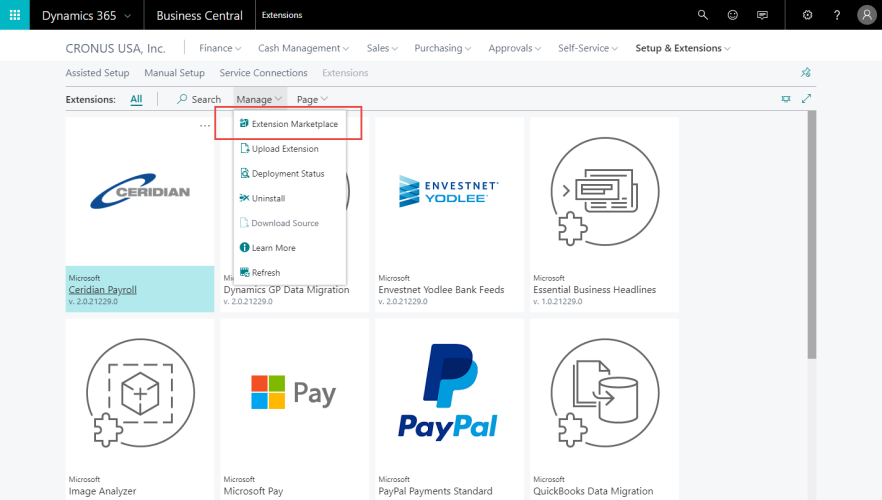 Dynamics 365 Business Central Extensions ?
CRONUS USA, Inc. Finance Cash Management Sales Purchasing Approvals Self-Service Setup & Extensions
Assisted Setup Manual Setup Service Connections Extensions
Extensions: All Search Manage Page
Extension Marketplace
Upload Extension
Deployment Status
Uninstall
Download Source
Learn More
Refresh
CERIDIAN
ENVESTNET
YODLEE
Microsoft
Ceridian Payroll
v. 2.0.21229.0
Dynamics GP Data Migration
v. 2.0.21229.0
Microsoft
Envestnet Yodlee Bank Feeds
v. 2.0.21229.0
Microsoft
Essential Business Headlines
v. 1.0.21229.0
Pay
PayPal
Microsoft
Image Analyzer
Microsoft
Microsoft Pay
Microsoft
PayPal Payments Standard
Microsoft
QuickBooks Data Migration